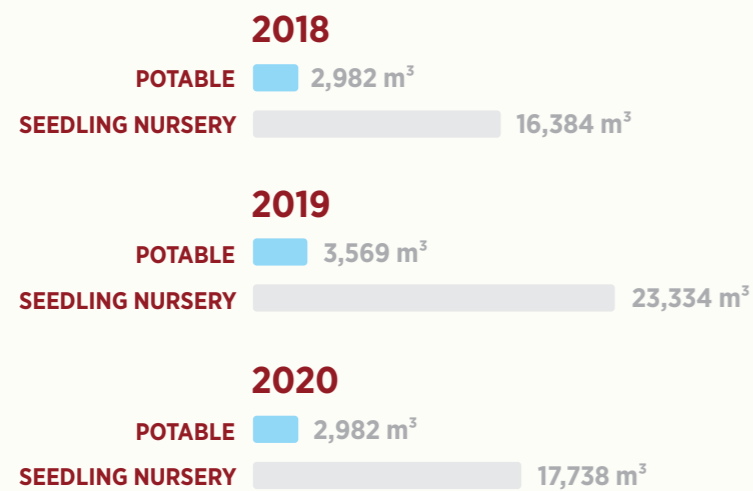 2018
POTABLE 2,982 m³
SEEDLING NURSERY 16,384 m³
2019
POTABLE 3,569 m³
SEEDLING NURSERY 23,334 m³
2020
POTABLE 2,982 m³
SEEDLING NURSERY 17,738 m³